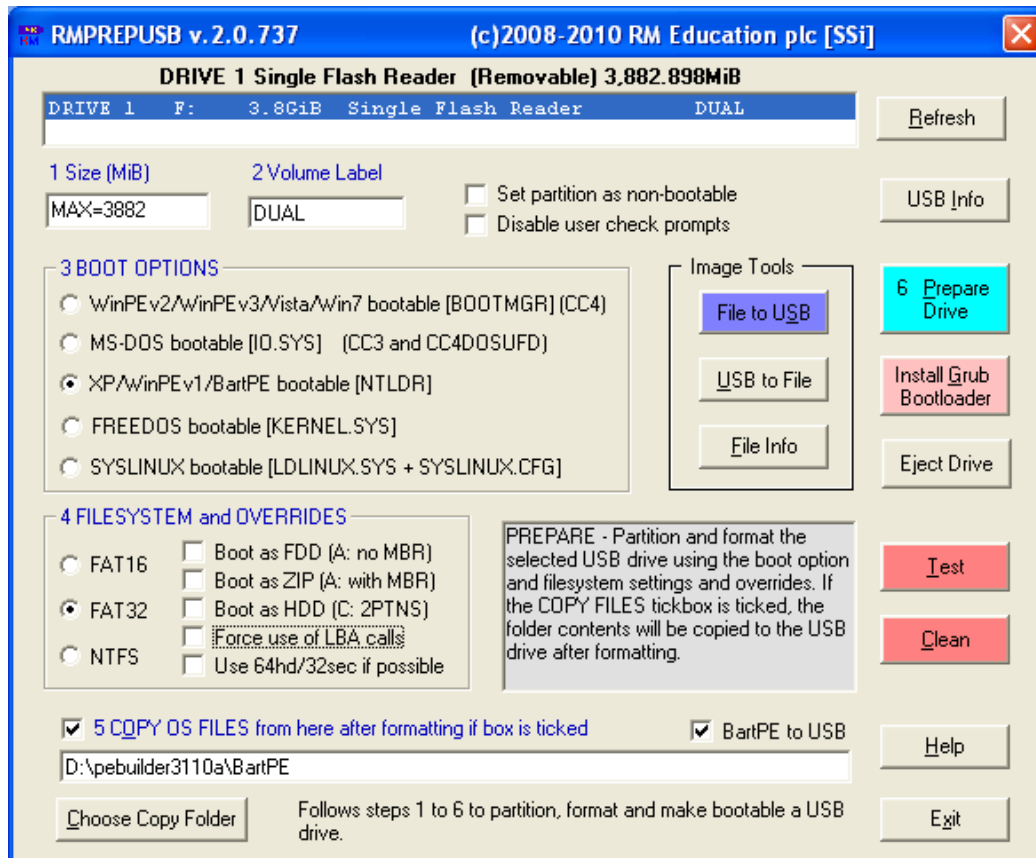 RMPREPUSB v.2.0.737 (c)2008-2010 RM Education plc [SSi]
DRIVE 1 Single Flash Reader (Removable) 3,882.898MiB
DRIVE 1 F: 3.8GiB Single Flash Reader DUAL
Refresh
1 Size (MiB)
2 Volume Label
MAX=3882
DUAL
Set partition as non-bootable
Disable user check prompts
USB Info
3 BOOT OPTIONS
WinPEv2/WinPEv3/Vista/Win7 bootable [BOOTMGR] (CC4)
MS-DOS bootable [IO.SYS] (CC3 and CC4DOSUFD)
XP/WinPEv1/BartPE bootable [NTLDR]
FREEDOS bootable [KERNEL.SYS]
SYSLINUX bootable [LDLINUX.SYS + SYSLINUX.CFG]
Image Tools
File to USB
USB to File
File Info
6 Prepare
Drive
Install Grub
Bootloader
Eject Drive
4 FILESYSTEM and OVERRIDES
FAT16
FAT32
NTFS
Boot as FDD (A: no MBR)
Boot as ZIP (A: with MBR)
Boot as HDD (C: 2PTNS)
Force use of LBA calls
Use 64hd/32sec if possible
PREPARE - Partition and format the
selected USB drive using the boot option
and filesystem settings and overrides. If
the COPY FILES tickbox is ticked, the
folder contents will be copied to the USB
drive after formatting.
Test
Clean
5 COPY OS FILES from here after formatting if box is ticked
BartPE to USB
D:\pebuilder3110a\BartPE
Help
Choose Copy Folder
Follows steps 1 to 6 to partition, format and make bootable a USB
drive.
Exit